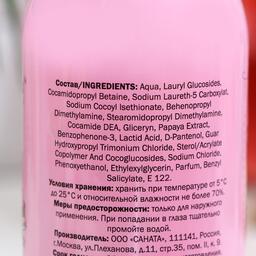 Состав/INGREDIENTS: Aqua, Lauryl Glucosides,
Cocamidopropyl Betaine, Sodium Laureth-5 Carboxylat,
Sodium Cocoyl Isethionate, Behenopropyl
Dimethylamine, Stearomidopropyl Dimethylamine,
Cocamide DEA, Gliceryn, Papaya Extract,
Benzophenone-3, Lactid Acid, D-Pantenol, Guar
Hydroxypropyl Trimonium Chloride, Sterol/Acrylate
Copolymer And Cocoglucosides, Sodium Chloride,
Phenoxyethanol, Ethylexylglycerin, Parfum, Benzyl
Salicylate, E 122.
Условия хранения: хранить при температуре от 5°С
до 25°С и относительной влажности не более 70%.
Меры предосторожности: только для наружного
применения. При попадании в глаза тщательно
промойте водой.
Производитель: ООО «САНАТА», 111141, Россия,
г.Москва, ул.Плеханова, д.11, стр.35, пом. II, к. 9.